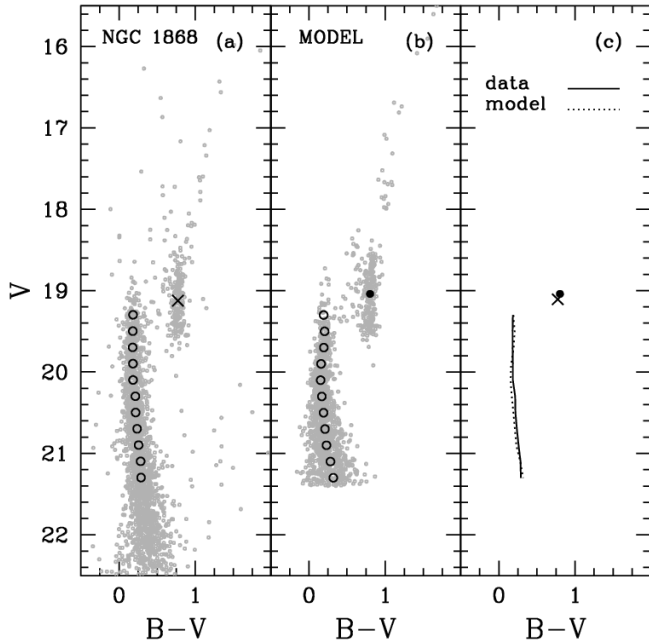 NGC 1868 (a)
MODEL (b)
(c)
data
model
16
17
18
19
20
21
22
V
0 1
0 1
0 1
B-V
B-V
B-V